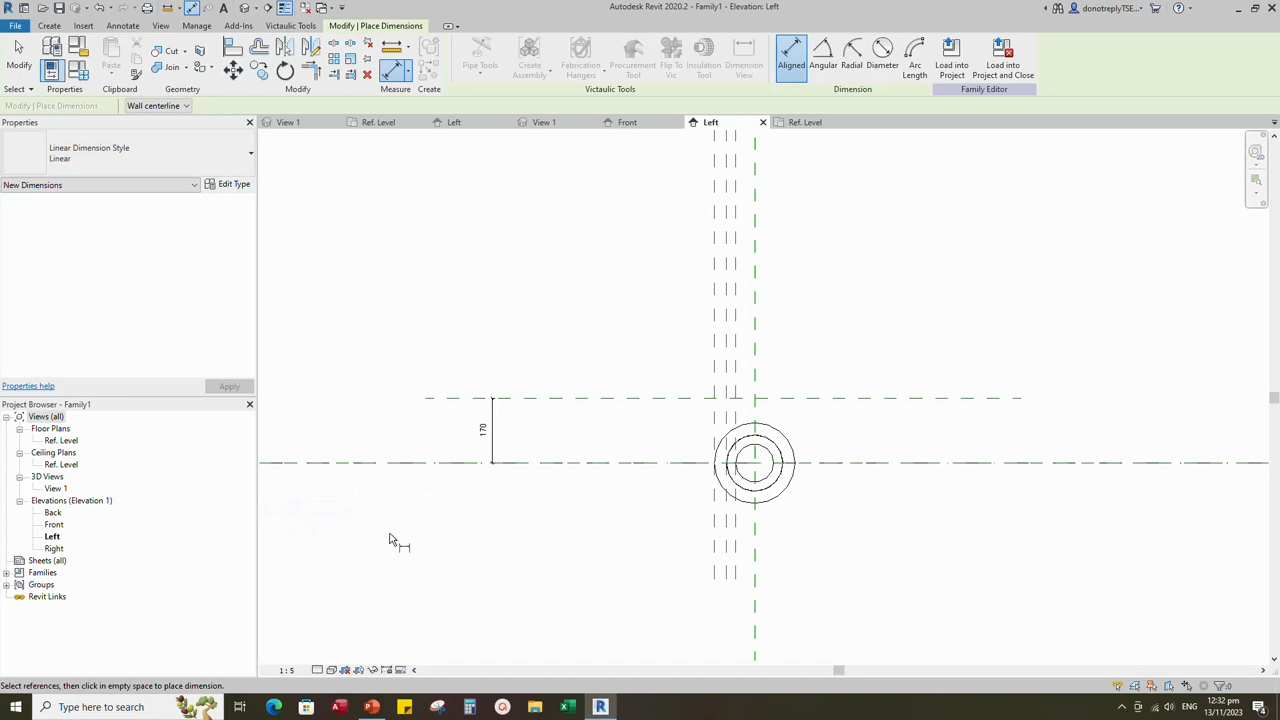 Autodesk Revit 2020.2 - Family1 - Elevation: Left
donotreplyTSE...
File Create Insert Annotate View Manage Add-Ins Victaulic Tools Modify | Place Dimensions
Cut
Join
Modify Paste Pipe Tools Create Assembly Fabrication Hangers Procurement Tool Flip To Vic Insulation Tool Dimension View Aligned Angular Radial Diameter Arc Length Load into Project Load into Project and Close
Select Properties Clipboard Geometry Modify Measure Create Victaulic Tools Dimension Family Editor
Modify | Place Dimensions Wall centerline
Properties
View 1 Ref. Level Left View 1 Front Left Ref. Level
Linear Dimension Style
Linear
New Dimensions Edit Type
170
Properties help Apply
Project Browser - Family1
Views (all)
Floor Plans
Ref. Level
Ceiling Plans
Ref. Level
3D Views
View 1
Elevations (Elevation 1)
Back
Front
Left
Right
Sheets (all)
Families
Groups
Revit Links
1:5
Select references, then click in empty space to place dimension.
:0
Type here to search
ENG
12:32 PM
13/11/2023